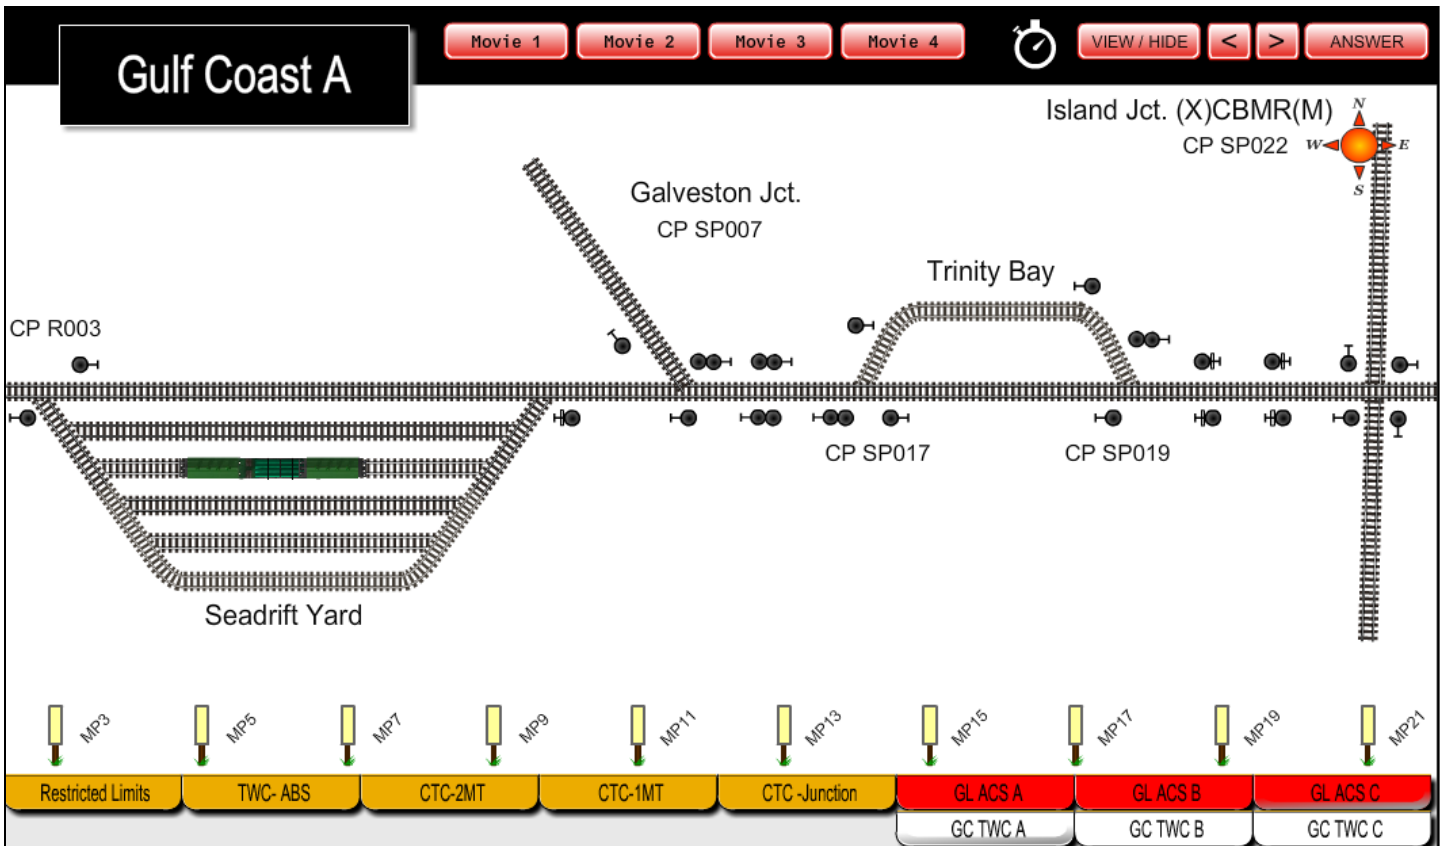 Gulf Coast A
Movie 1
Movie 2
Movie 3
Movie 4
VIEW / HIDE
<
>
ANSWER
Island Jct. (X)CBMR(M)
CP SP022
N
W
E
S
Galveston Jct.
CP SP007
Trinity Bay
CP R003
CP SP017
CP SP019
Seadrift Yard
MP3
MP5
MP7
MP9
MP11
MP13
MP15
MP17
MP19
MP21
Restricted Limits
TWC- ABS
CTC-2MT
CTC-1MT
CTC -Junction
GL ACS A
GL ACS B
GL ACS C
GC TWC A
GC TWC B
GC TWC C